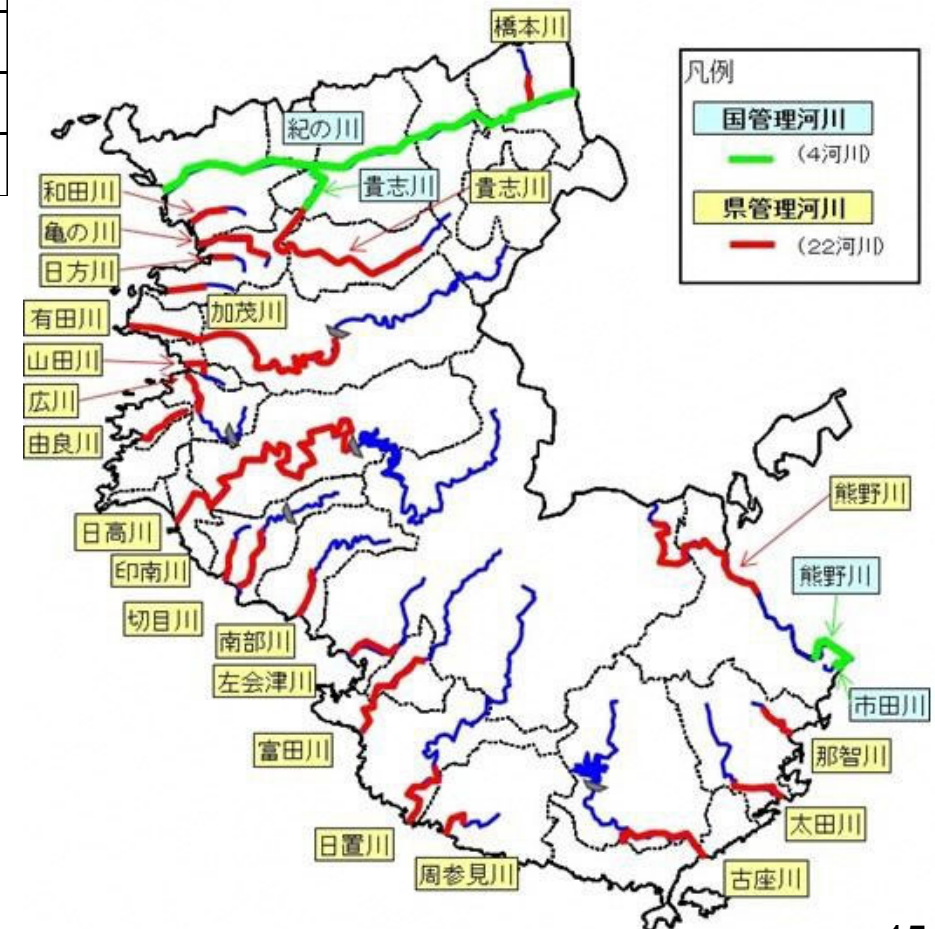 橋本川
凡例
国管理河川
(4河川)
県管理河川
(22河川)
紀の川
貴志川
貴志川
和田川
亀の川
日方川
加茂川
有田川
山田川
広川
由良川
日高川
印南川
切目川
南部川
左会津川
富田川
日置川
周参見川
熊野川
熊野川
市田川
那智川
太田川
古座川